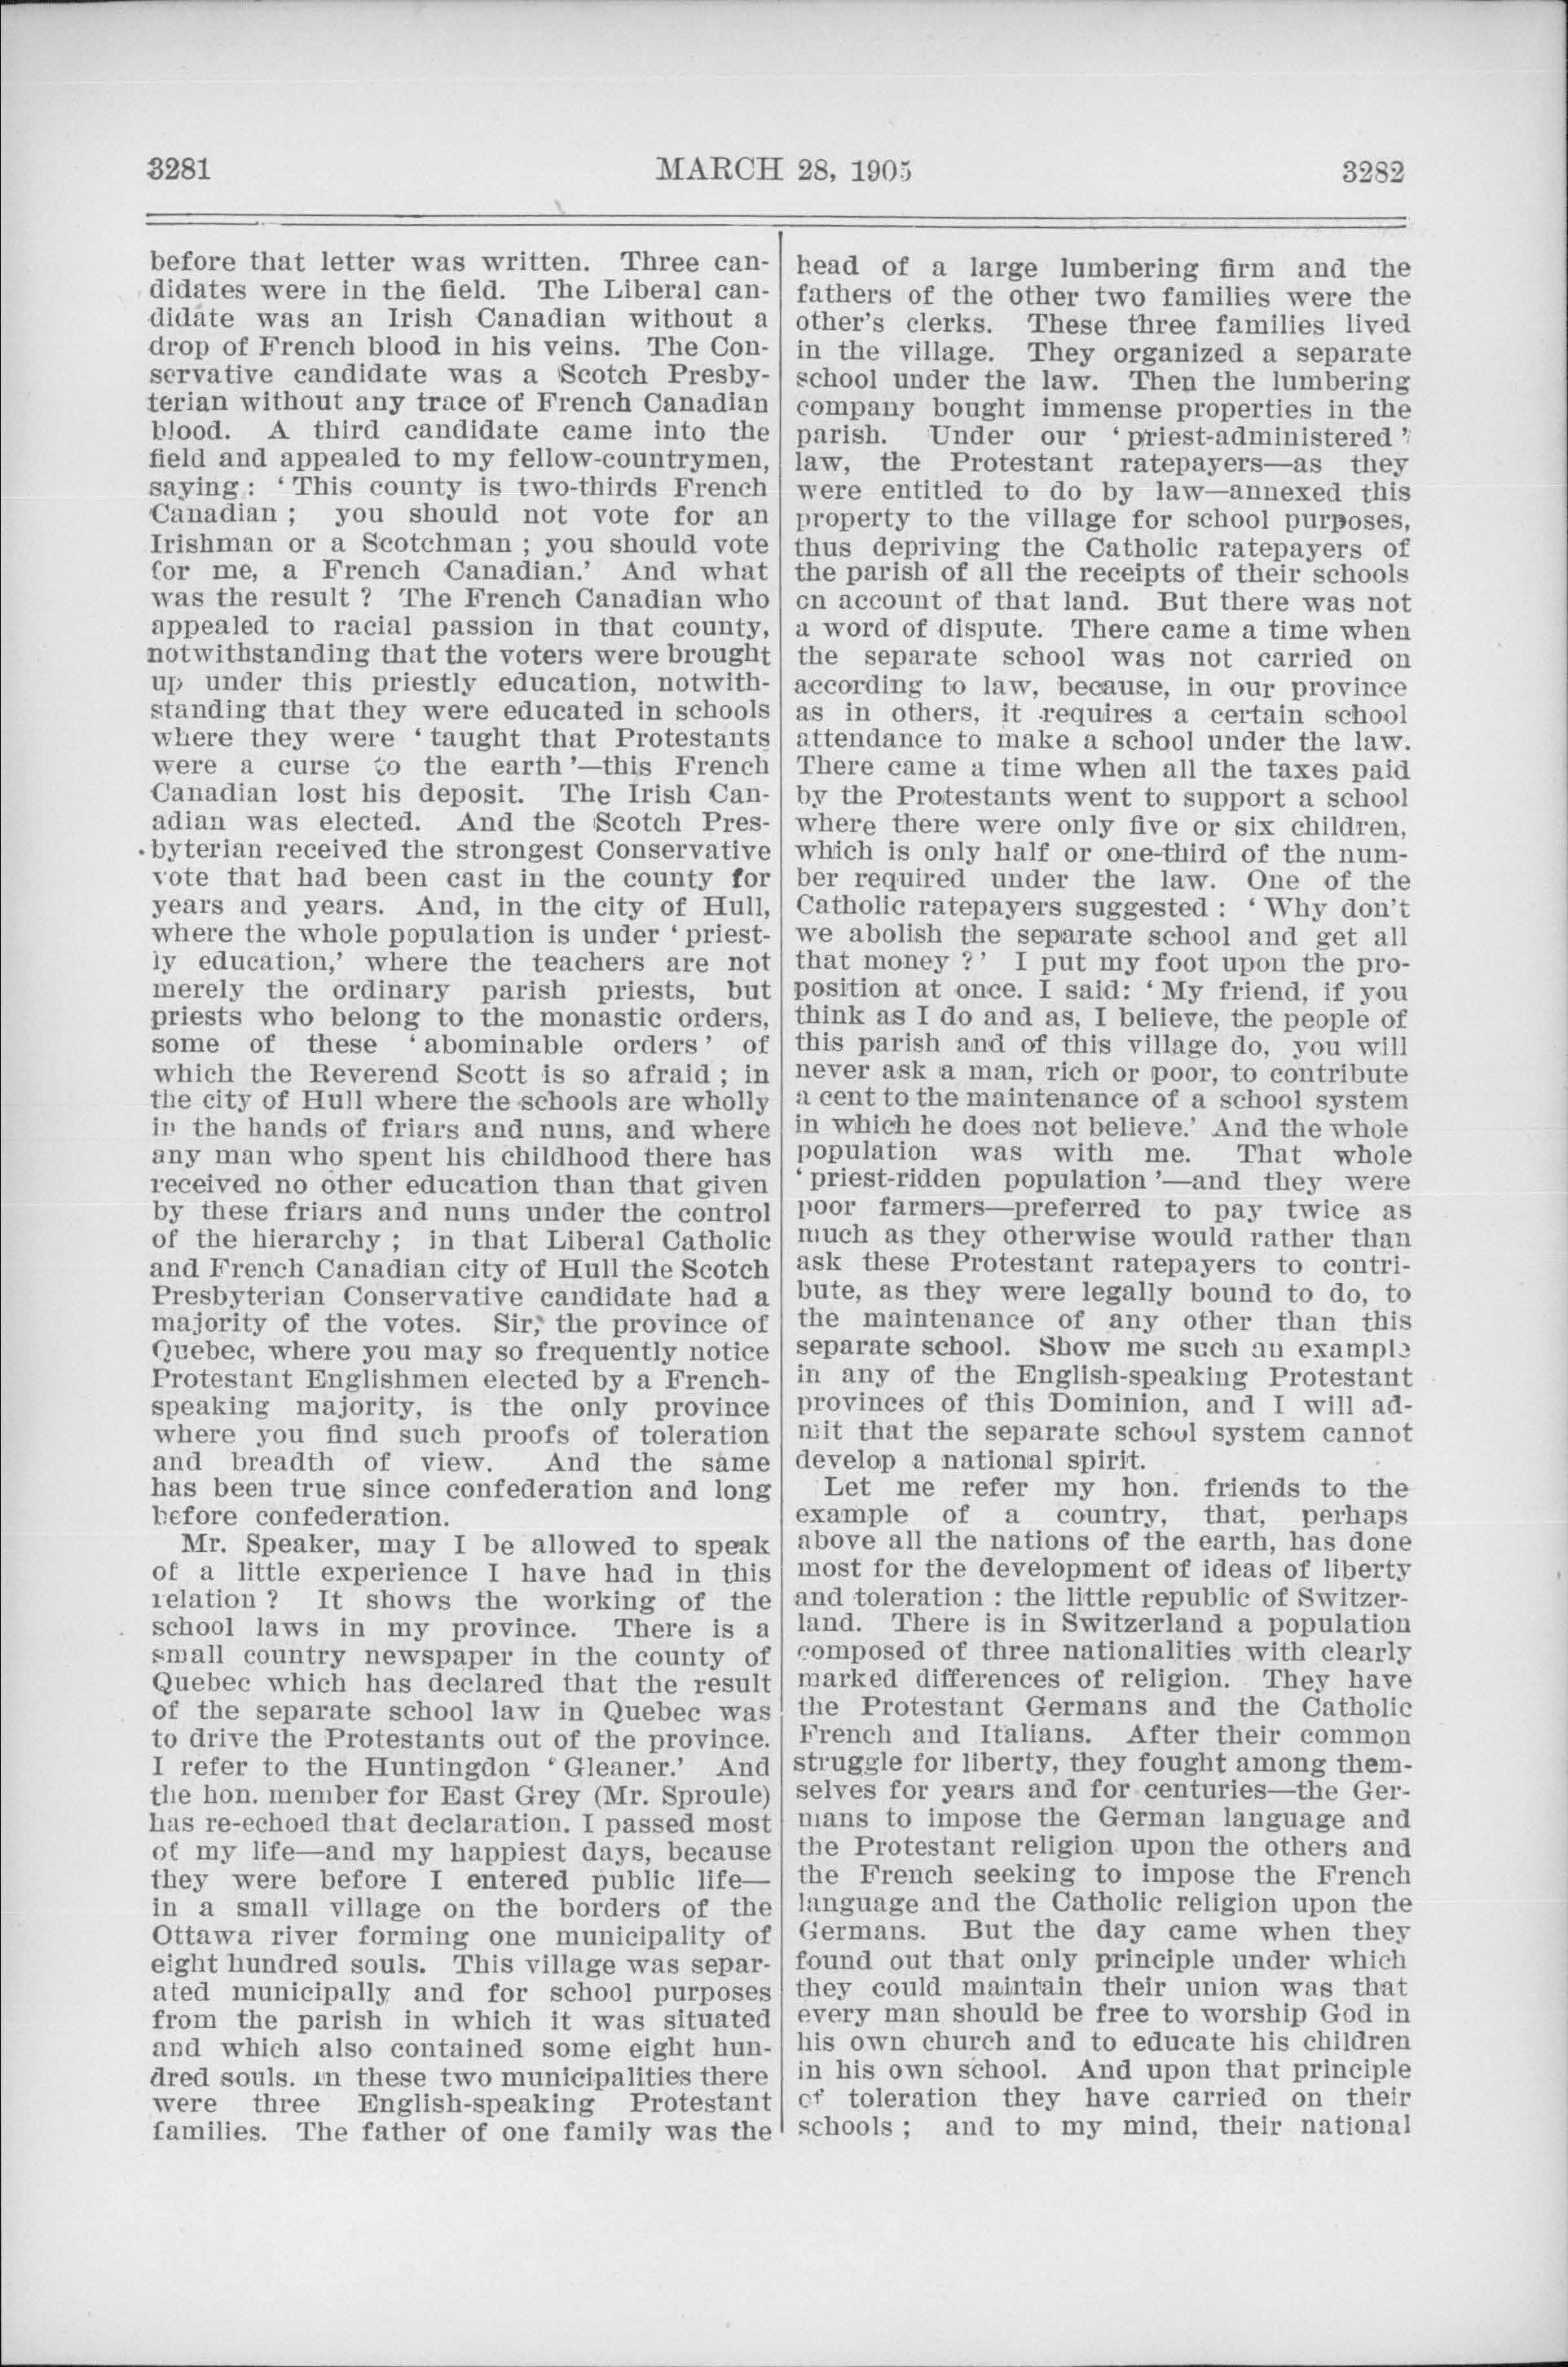 3281
MARCH 28, 1905
3282
before that letter was written. Three can-
didates were in the field. The Liberal can-
didate was an Irish Canadian without a
drop of French blood in his veins. The Con-
servative candidate was a Scotch Presby-
terian without any trace of French Canadian
blood. A third candidate came into the
field and appealed to my fellow-countrymen,
saying : ‘ This county is two-thirds French
Canadian ; you should not vote for an
Irishman or a Scotchman ; you should vote
for me, a French Canadian.’ And what
was the result ? The French Canadian who
appealed to racial passion in that county,
notwithstanding that the voters were brought
up under this priestly education, notwith-
standing that they were educated in schools
where they were ‘ taught that Protestants
were a curse to the earth ’—this French
Canadian lost his deposit. The Irish Can-
adian was elected. And the Scotch Pres-
byterian received the strongest Conservative
vote that had been cast in the county for
years and years. And, in the city of Hull,
where the whole population is under ‘ priest-
ly education,’ where the teachers are not
merely the ordinary parish priests, but
priests who belong to the monastic orders,
some of these ‘ abominable orders ’ of
which the Reverend Scott is so afraid ; in
the city of Hull where the schools are wholly
in the hands of friars and nuns, and where
any man who spent his childhood there has
received no other education than that given
by these friars and nuns under the control
of the hierarchy ; in that Liberal Catholic
and French Canadian city of Hull the Scotch
Presbyterian Conservative candidate had a
majority of the votes. Sir, the province of
Quebec, where you may so frequently notice
Protestant Englishmen elected by a French-
speaking majority, is the only province
where you find such proofs of toleration
and breadth of view. And the same
has been true since confederation and long
before confederation.
Mr. Speaker, may I be allowed to speak
of a little experience I have had in this
relation ? It shows the working of the
school laws in my province. There is a
small country newspaper in the county of
Quebec which has declared that the result
of the separate school law in Quebec was
to drive the Protestants out of the province.
I refer to the Huntingdon ‘ Gleaner.’ And
the hon. member for East Grey (Mr. Sproule)
has re-echoed that declaration. I passed most
of my life—and my happiest days, because
they were before I entered public life—
in a small village on the borders of the
Ottawa river forming one municipality of
eight hundred souls. This village was separ-
ated municipally and for school purposes
from the parish in which it was situated
and which also contained some eight hun-
dred souls. in these two municipalities there
were three English-speaking Protestant
families. The father of one family was the
head of a large lumbering firm and the
fathers of the other two families were the
other's clerks. These three families lived
in the village. They organized a separate
school under the law. Then the lumbering
company bought immense properties in the
parish. Under our ‘ priest-administered ’
law, the Protestant ratepayers—as they
were entitled to do by law—annexed this
property to the village for school purposes,
thus depriving the Catholic ratepayers of
the parish of all the receipts of their schools
on account of that land. But there was not
a word of dispute. There came a time when
the separate school was not carried on
according to law, because, in our province
as in others, it requires a certain school
attendance to make a school under the law.
There came a time when all the taxes paid
by the Protestants went to support a school
where there were only five or six children,
which is only half or one-third of the num-
ber required under the law. One of the
Catholic ratepayers suggested : ‘ Why don't
we abolish the separate school and get all
that money ? ’ I put my foot upon the pro-
position at once. I said: ‘ My friend, if you
think as I do and as, I believe, the people of
this parish and of this village do, you will
never ask a man, rich or poor, to contribute
a cent to the maintenance of a school system
in which he does not believe.’ And the whole
population was with me. That whole
‘ priest-ridden population ’—and they were
poor farmers—preferred to pay twice as
much as they otherwise would rather than
ask these Protestant ratepayers to contri-
bute, as they were legally bound to do, to
the maintenance of any other than this
separate school. Show me such an example
in any of the English-speaking Protestant
provinces of this Dominion, and I will ad-
mit that the separate school system cannot
develop a national spirit.
Let me refer my hon. friends to the
example of a country, that, perhaps
above all the nations of the earth, has done
most for the development of ideas of liberty
and toleration : the little republic of Switzer-
land. There is in Switzerland a population
composed of three nationalities with clearly
marked differences of religion. They have
the Protestant Germans and the Catholic
French and Italians. After their common
struggle for liberty, they fought among them-
selves for years and for centuries—the Ger-
mans to impose the German language and
the Protestant religion upon the others and
the French seeking to impose the French
language and the Catholic religion upon the
Germans. But the day came when they
found out that only principle under which
they could maintain their union was that
every man should be free to worship God in
his own church and to educate his children
in his own school. And upon that principle
of toleration they have carried on their
schools ; and to my mind, their national